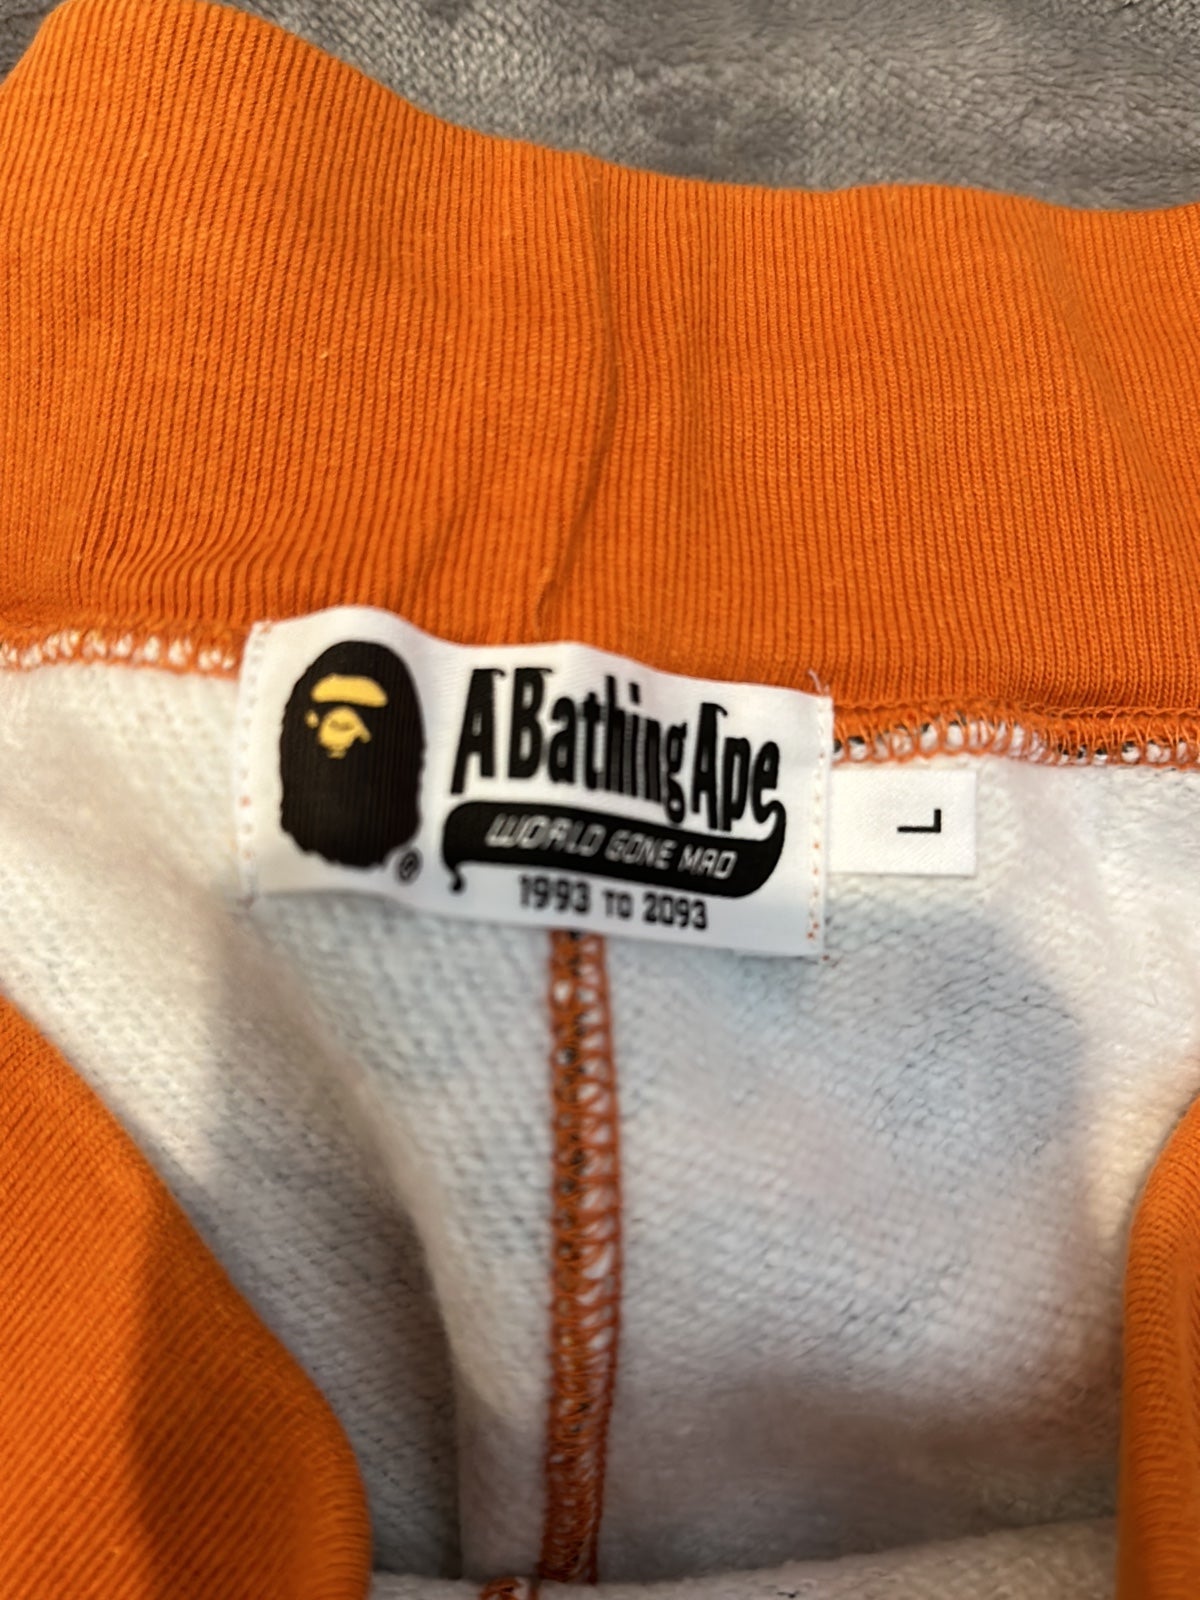 A Bathing Ape
WORLD GONE MAD
1993 TO 2093
®
L